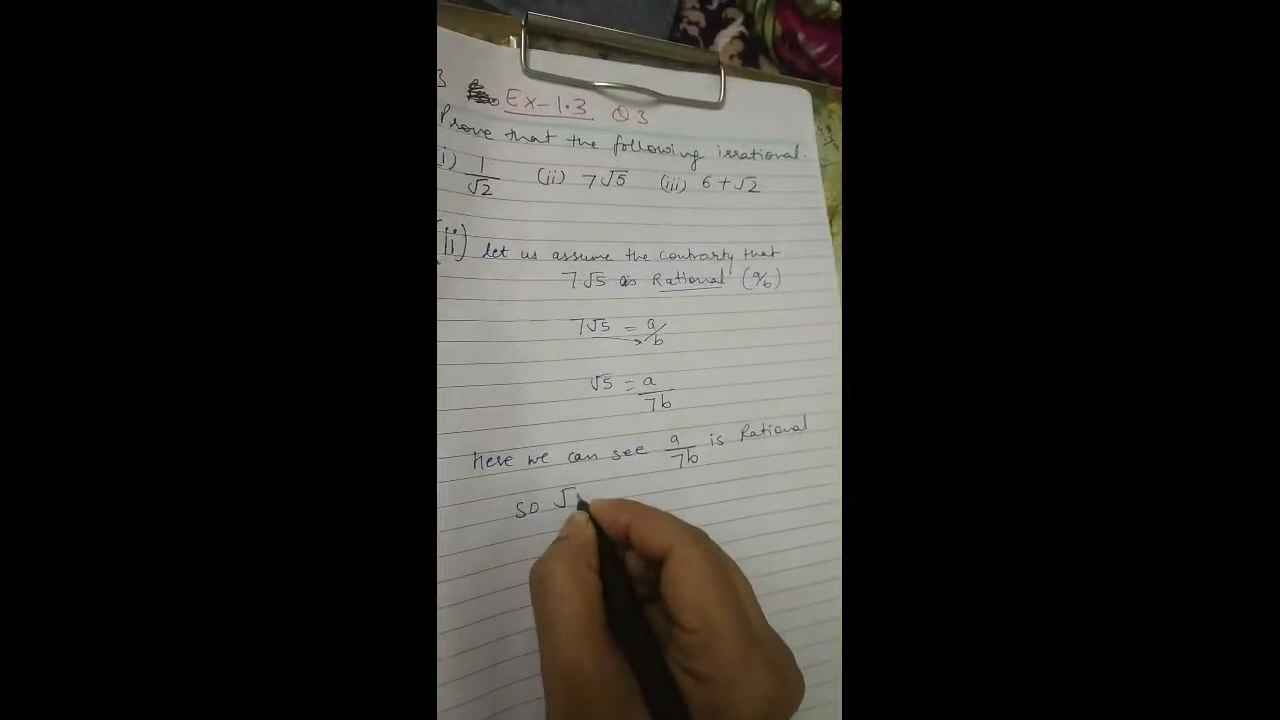 3 Ex-1.3 Q3
Prove that the following irrational.
(i) 1/√2 (ii) 7√5 (iii) 6+√2
(ii) let us assume the contrarty that
7√5 is Rational (a/b)
7√5 = a/b
√5 = a/7b
here we can see a/7b is Rational
so √